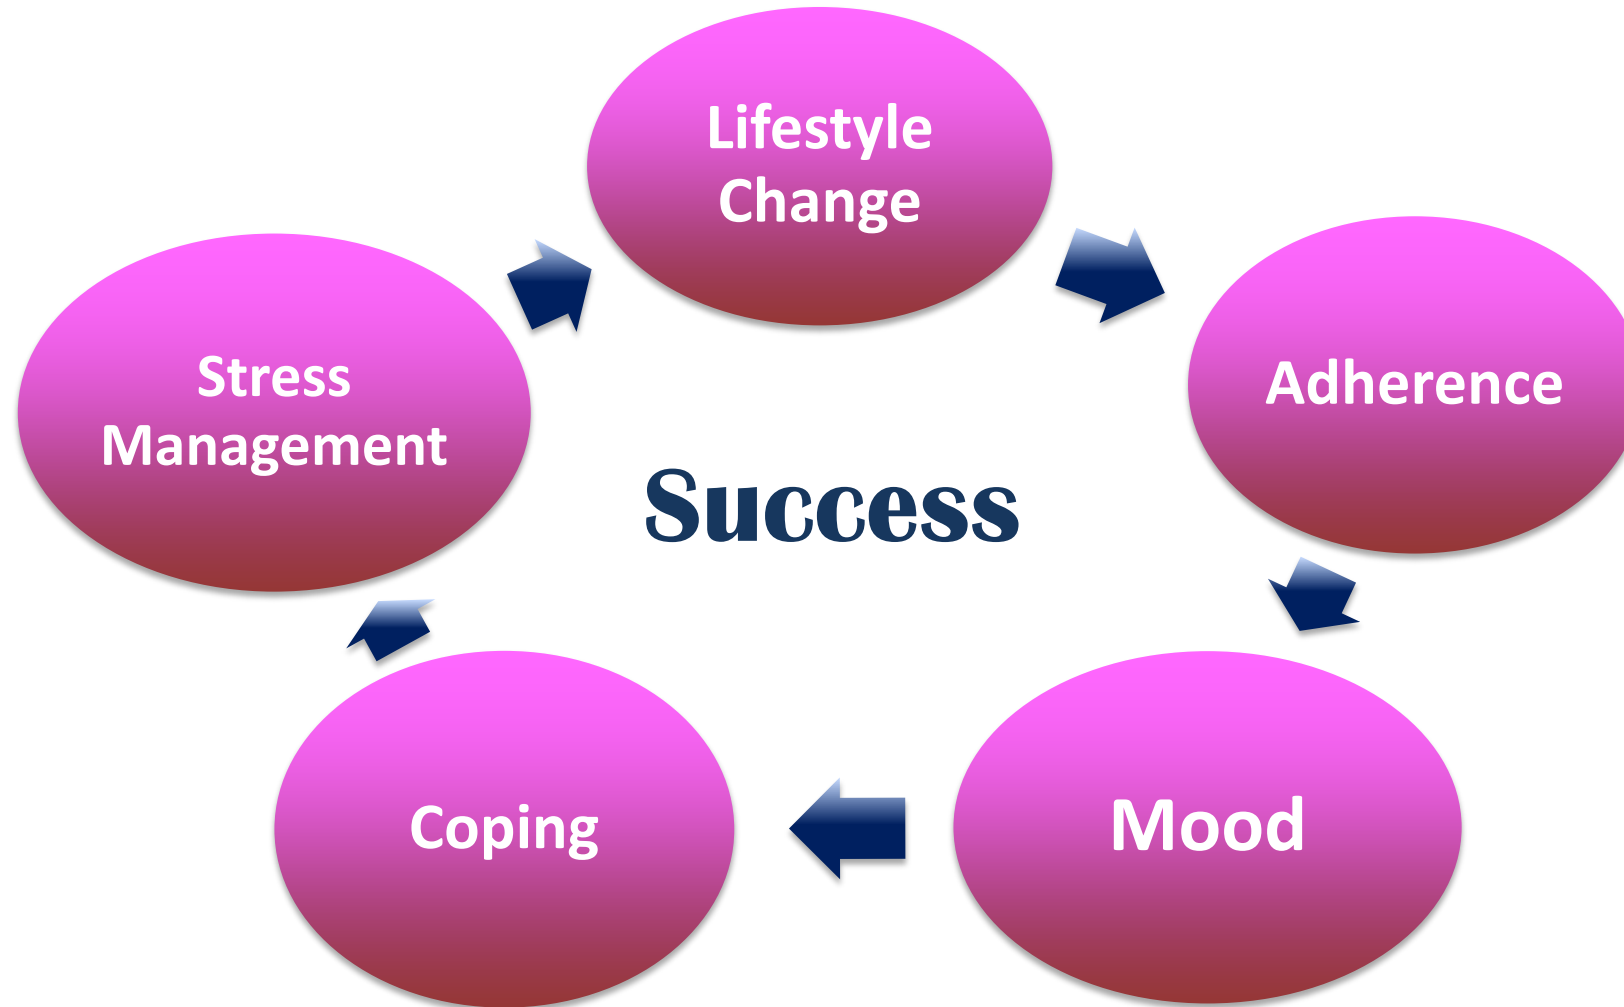 Lifestyle
Change
Adherence
Mood
Coping
Stress
Management
Success